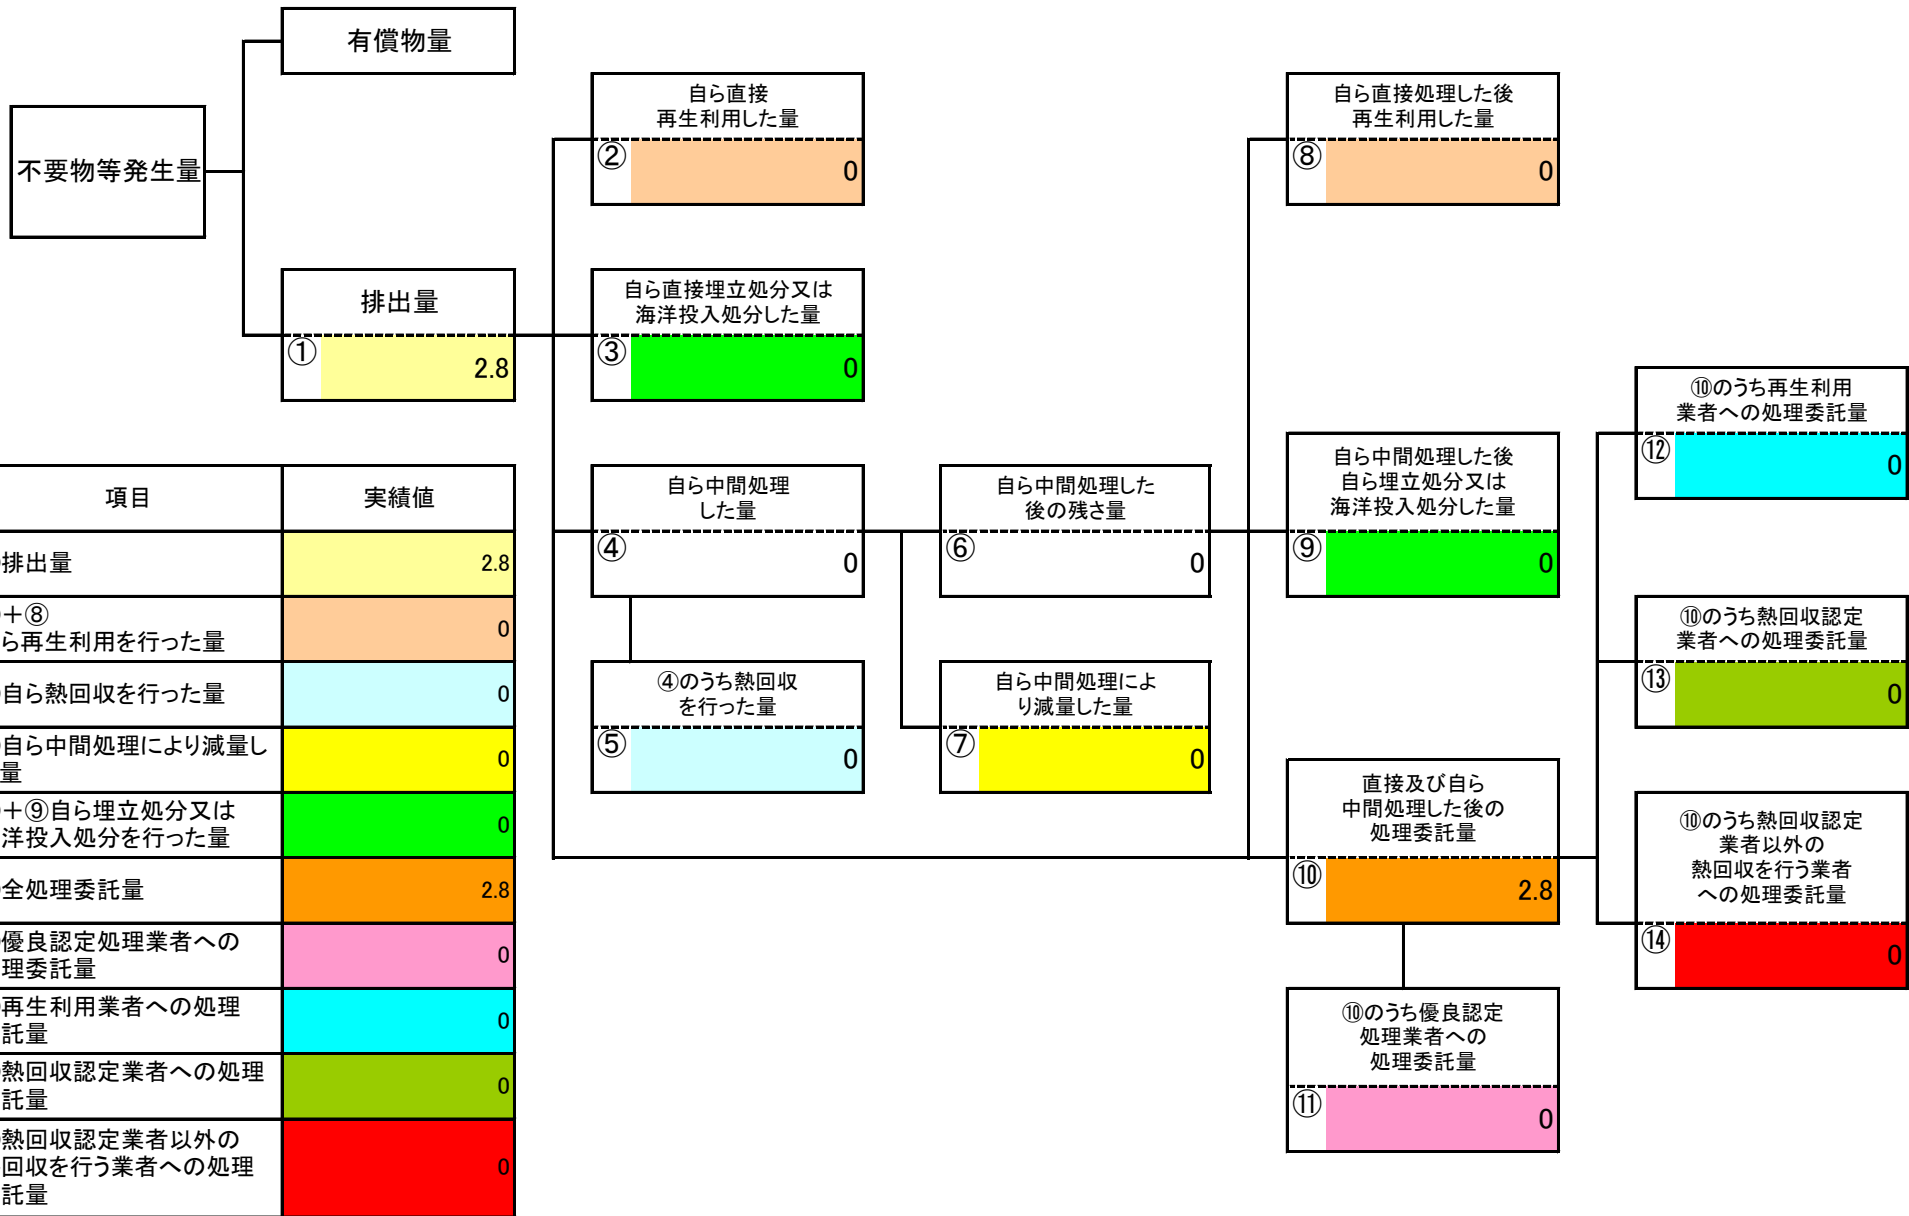 有償物量
不要物等発生量
排出量
①
2.8
自ら直接
再生利用した量
②
0
自ら直接埋立処分又は
海洋投入処分した量
③
0
自ら中間処理
した量
④
0
④のうち熱回収
を行った量
⑤
0
自ら中間処理した
後の残さ量
⑥
0
自ら中間処理によ
り減量した量
⑦
0
自ら直接処理した後
再生利用した量
⑧
0
自ら中間処理した後
自ら埋立処分又は
海洋投入処分した量
⑨
0
直接及び自ら
中間処理した後の
処理委託量
⑩
2.8
⑩のうち優良認定
処理業者への
処理委託量
⑪
0
⑩のうち再生利用
業者への処理委託量
⑫
0
⑩のうち熱回収認定
業者への処理委託量
⑬
0
⑩のうち熱回収認定
業者以外の
熱回収を行う業者
への処理委託量
⑭
0
項目 実績値
排出量 2.8
+⑧
ら再生利用を行った量 0
自ら熱回収を行った量 0
自ら中間処理により減量し
量 0
+⑨自ら埋立処分又は
洋投入処分を行った量 0
全処理委託量 2.8
優良認定処理業者への
理委託量 0
再生利用業者への処理
託量 0
熱回収認定業者への処理
託量 0
熱回収認定業者以外の
回収を行う業者への処理
託量 0